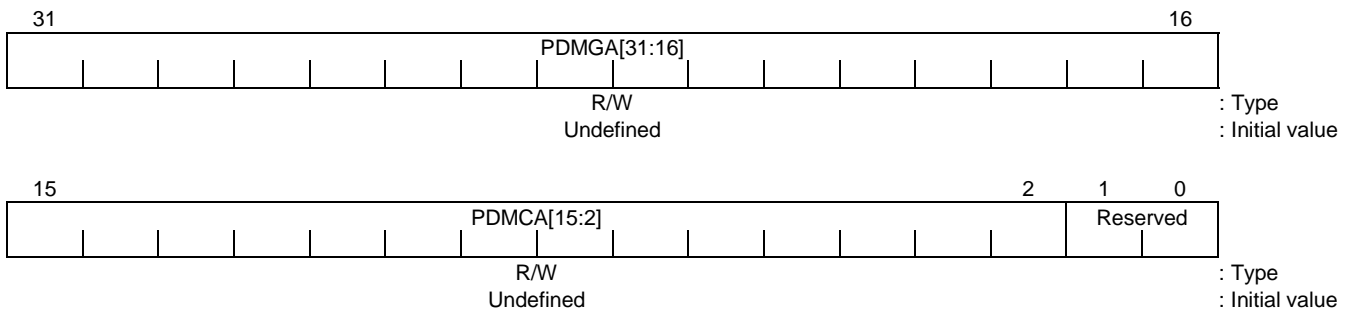 31 16
PDMGA[31:16]
R/W : Type
Undefined : Initial value
15 2 1 0
PDMCA[15:2] Reserved
R/W : Type
Undefined : Initial value